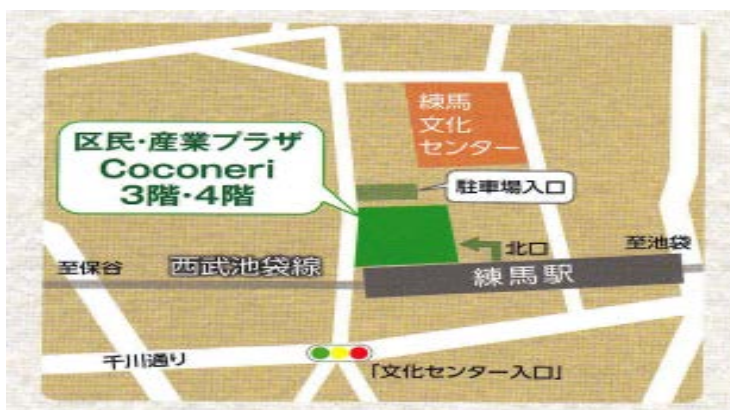 練馬
文化
センター
区民・産業プラザ
Coconeri
3階・4階
駐車場入口
北口
至池袋
至保谷
西武池袋線
練馬駅
千川通り
「文化センター入口」